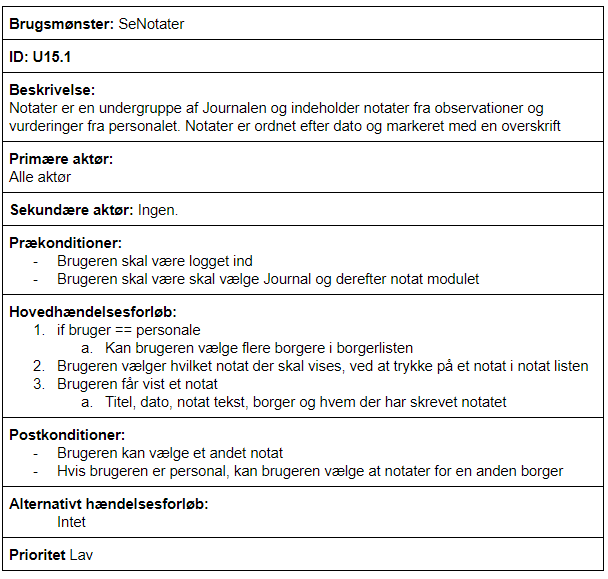 Brugsmønster: SeNotater
ID: U15.1
Beskrivelse:
Notater er en undergruppe af Journalen og indeholder notater fra observationer og
vurderinger fra personalet. Notater er ordnet efter dato og markeret med en overskrift
Primære aktør:
Alle aktør
Sekundære aktør: Ingen.
Prækonditioner:
- Brugeren skal være logget ind
- Brugeren skal være skal vælge Journal og derefter notat modulet
Hovedhændelsesforløb:
1. if bruger == personale
a. Kan brugeren vælge flere borgere i borgerlisten
2. Brugeren vælger hvilket notat der skal vises, ved at trykke på et notat i notat listen
3. Brugeren får vist et notat
a. Titel, dato, notat tekst, borger og hvem der har skrevet notatet
Postkonditioner:
- Brugeren kan vælge et andet notat
- Hvis brugeren er personal, kan brugeren vælge at notater for en anden borger
Alternativt hændelsesforløb:
Intet
Prioritet Lav